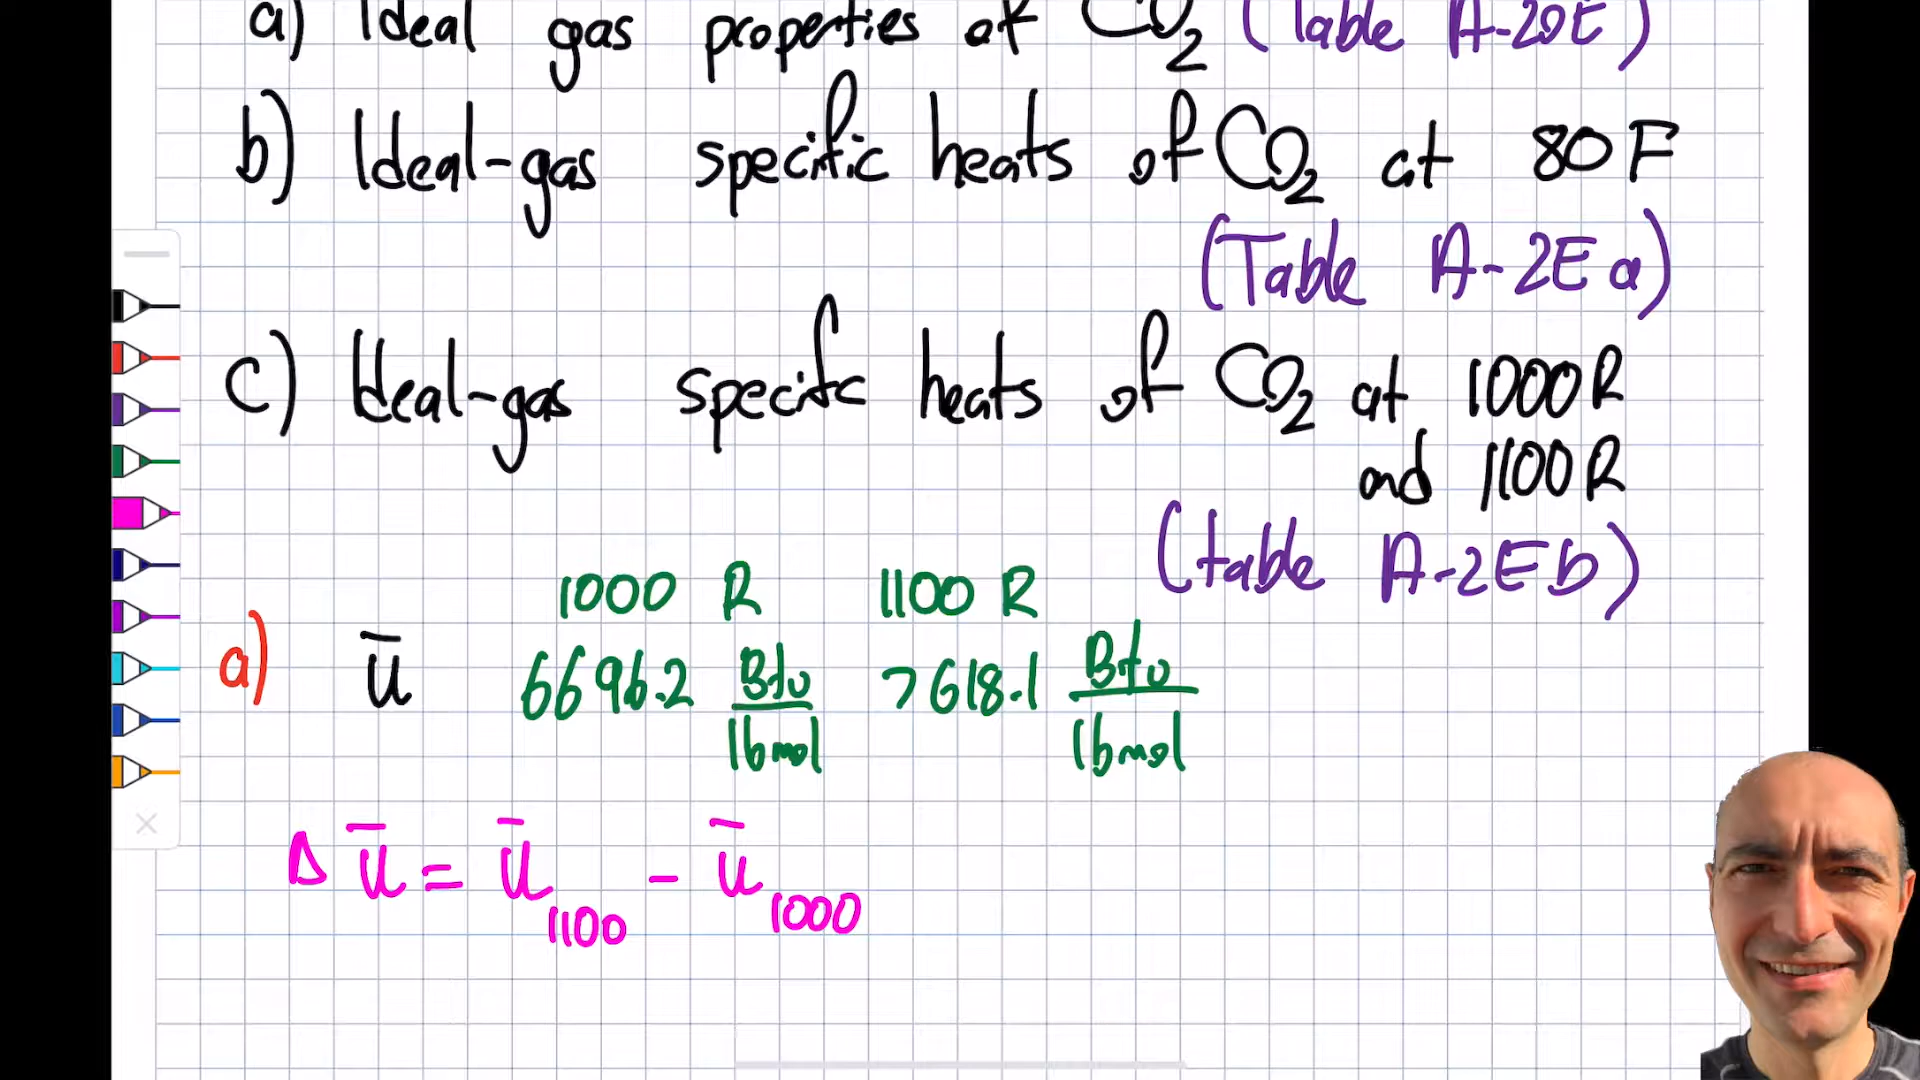 a) Ideal gas properties of CO2 (Table A-20E)
b) Ideal-gas specific heats of CO2 at 80 F
(Table A-2E a)
c) Ideal-gas specifc heats of CO2 at 1000 R
and 1100 R
(table A-2E b)
1000 R 1100 R
a) ū 6696.2 Btu/lbmol 7618.1 Btu/lbmol
Δū = ū1100 - ū1000